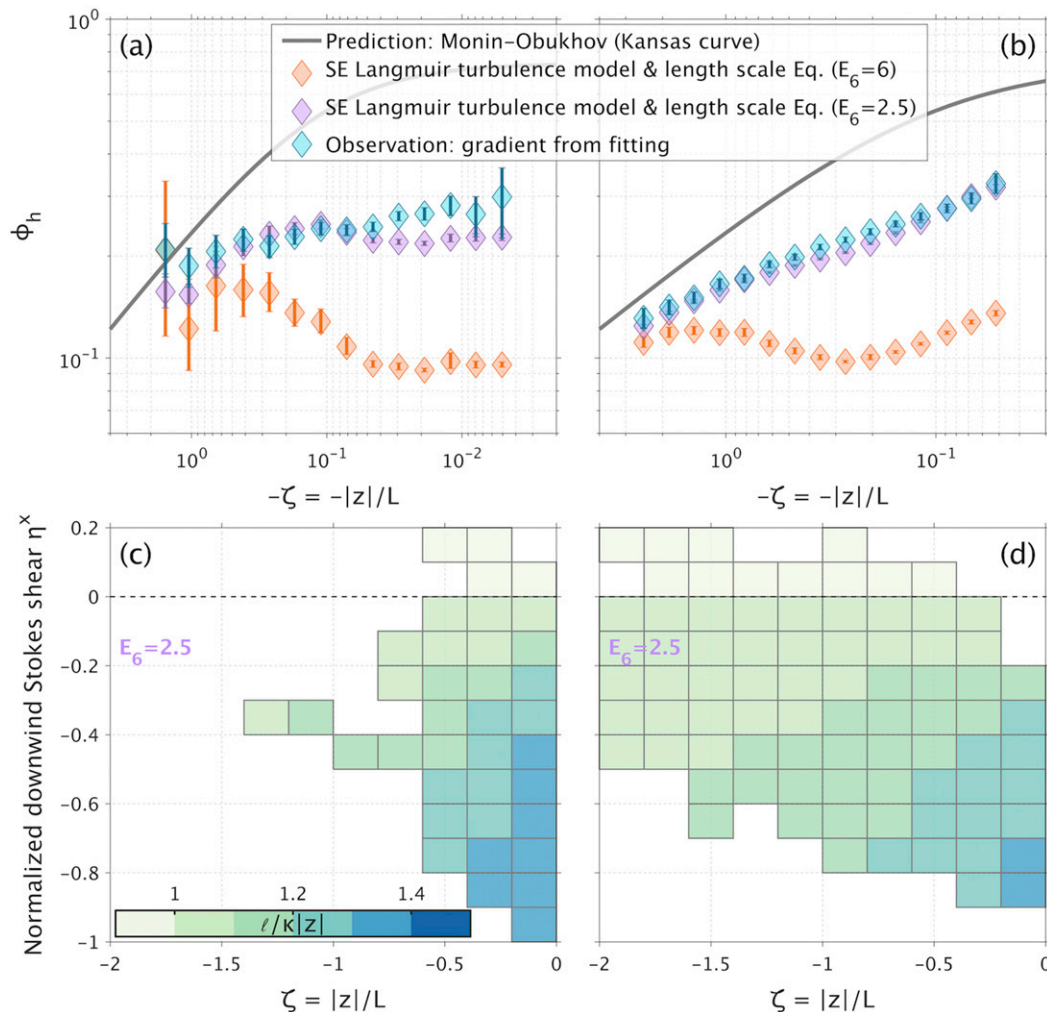 (a)
(b)
Prediction: Monin-Obukhov (Kansas curve)
SE Langmuir turbulence model & length scale Eq. (E₆=6)
SE Langmuir turbulence model & length scale Eq. (E₆=2.5)
Observation: gradient from fitting
10⁰
10⁻¹
ϕₕ
10⁰ 10⁻¹ 10⁻²
10⁰ 10⁻¹
−ζ = −|z|/L
−ζ = −|z|/L
Normalized downwind Stokes shear ηˣ
(c)
(d)
0.2
0
−0.2
−0.4
−0.6
−0.8
−1
E₆=2.5
E₆=2.5
1 1.2 1.4
ℓ/κ|z|
−2 −1.5 −1 −0.5 0
−2 −1.5 −1 −0.5 0
ζ = |z|/L
ζ = |z|/L